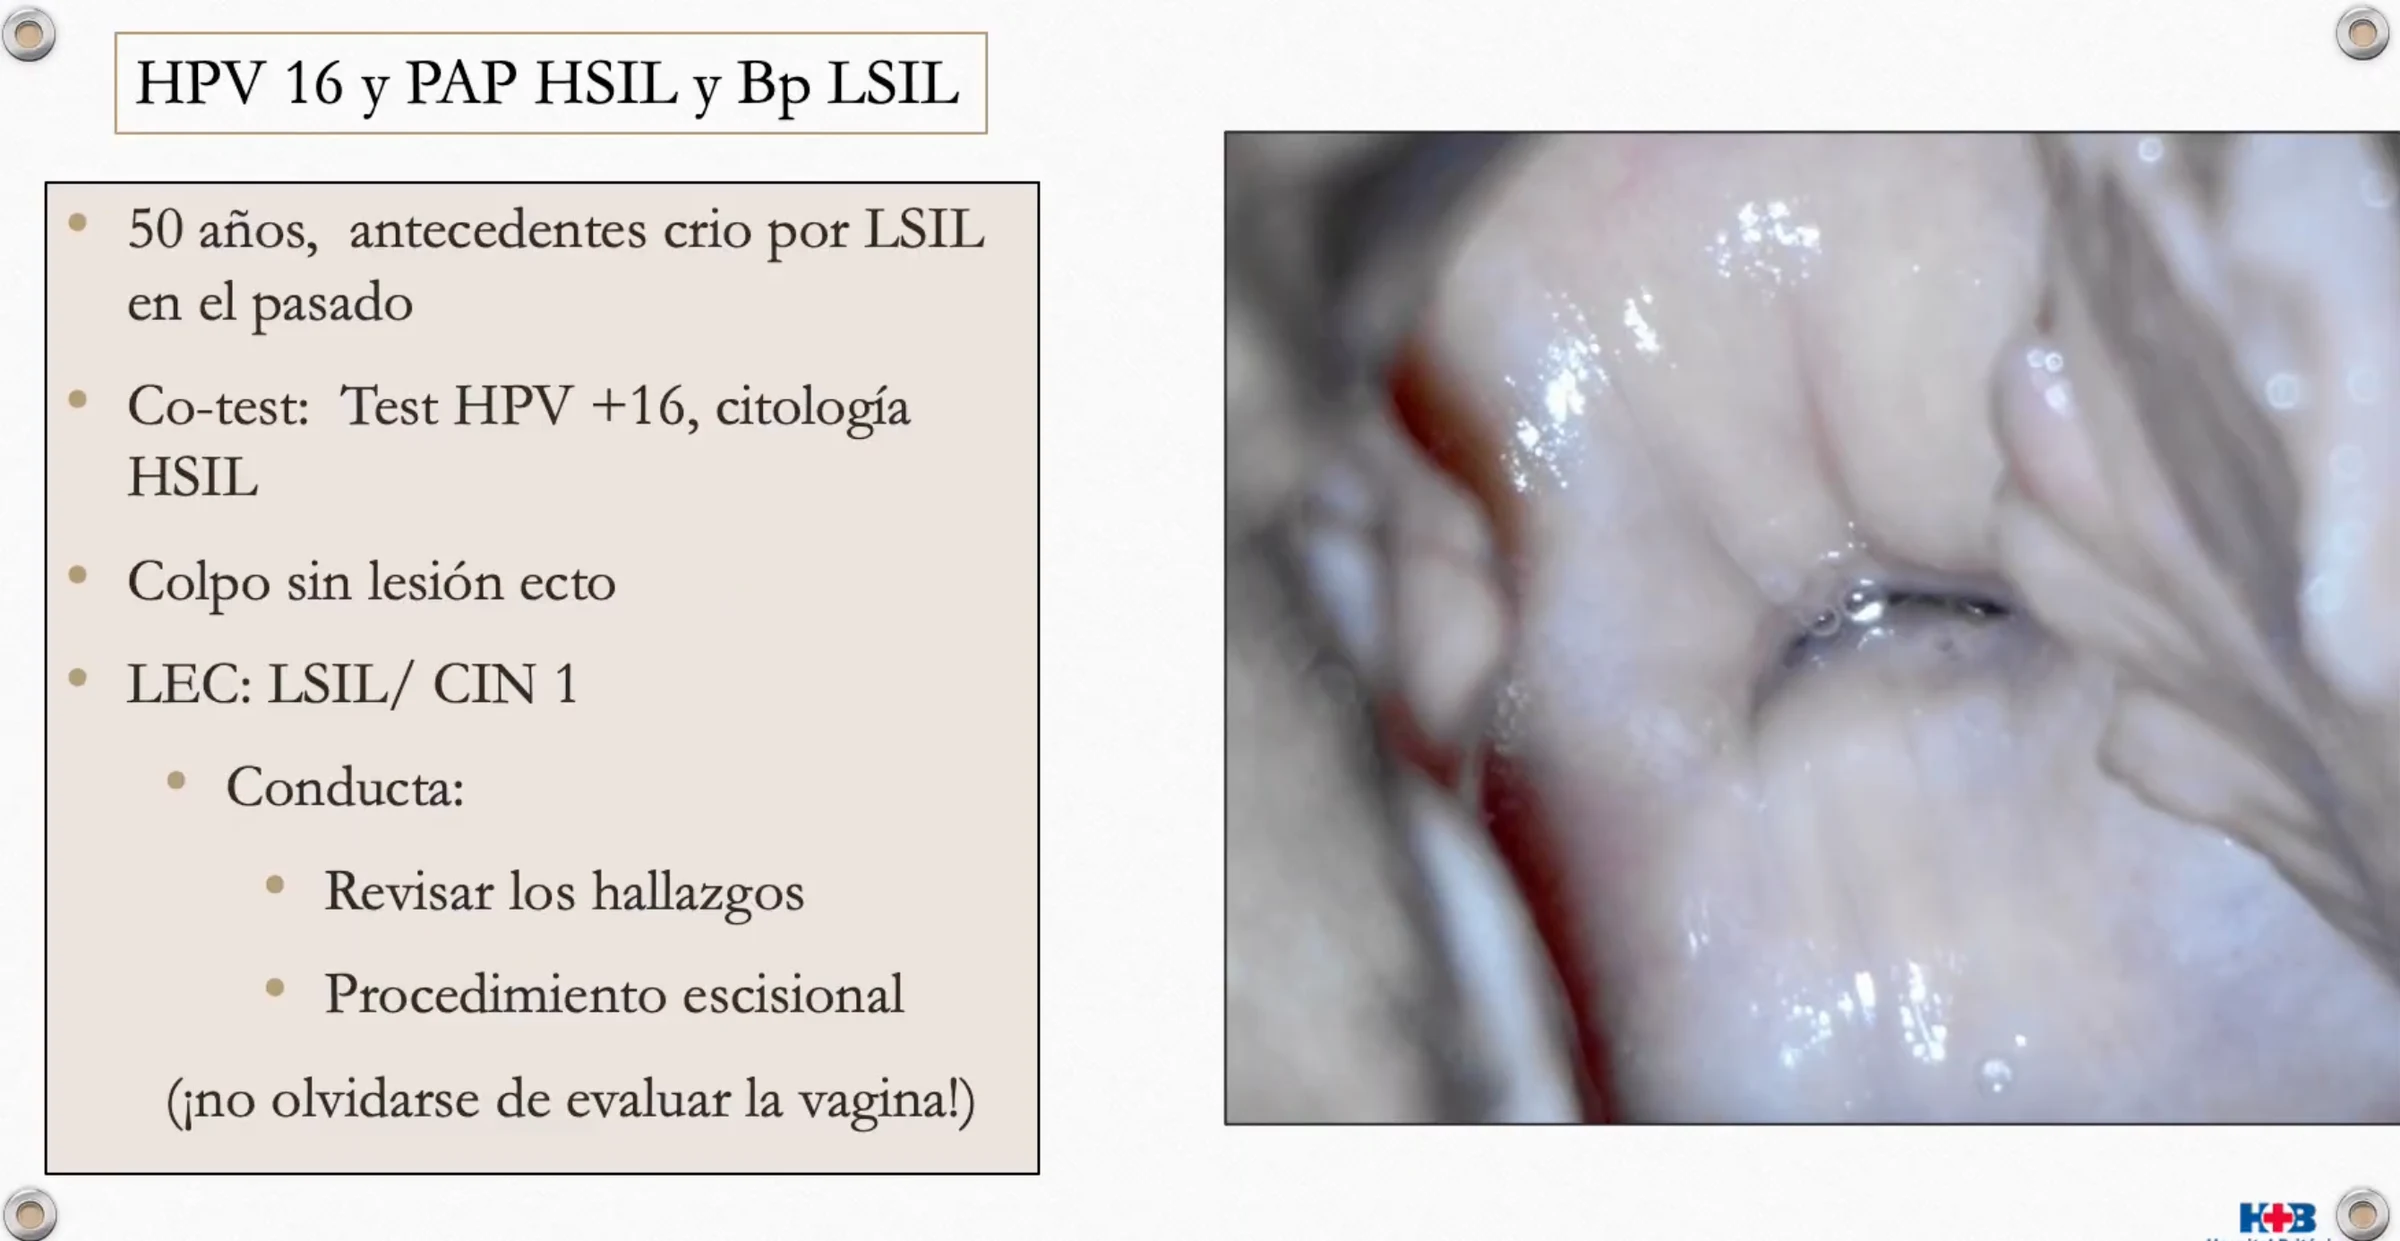 HPV 16 y PAP HSIL y Bp LSIL
50 años, antecedentes crio por LSIL
en el pasado
Co-test: Test HPV +16, citología
HSIL
Colpo sin lesión ecto
LEC: LSIL/ CIN 1
Conducta:
Revisar los hallazgos
Procedimiento escisional
(¡no olvidarse de evaluar la vagina!)
HB